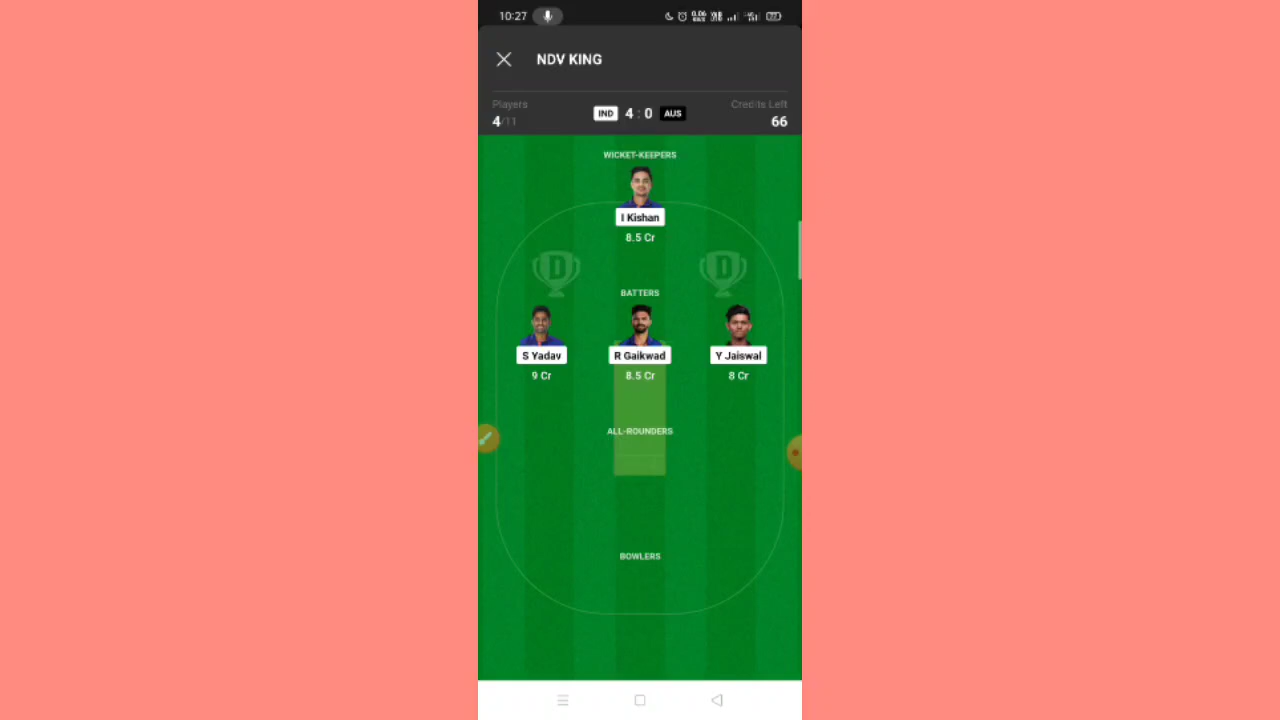 10:27
NDV KING
Players
Credits Left
4/11
IND 4 : 0 AUS
66
WICKET-KEEPERS
I Kishan
8.5 Cr
D D
BATTERS
S Yadav R Gaikwad Y Jaiswal
9 Cr 8.5 Cr 8 Cr
ALL-ROUNDERS
BOWLERS